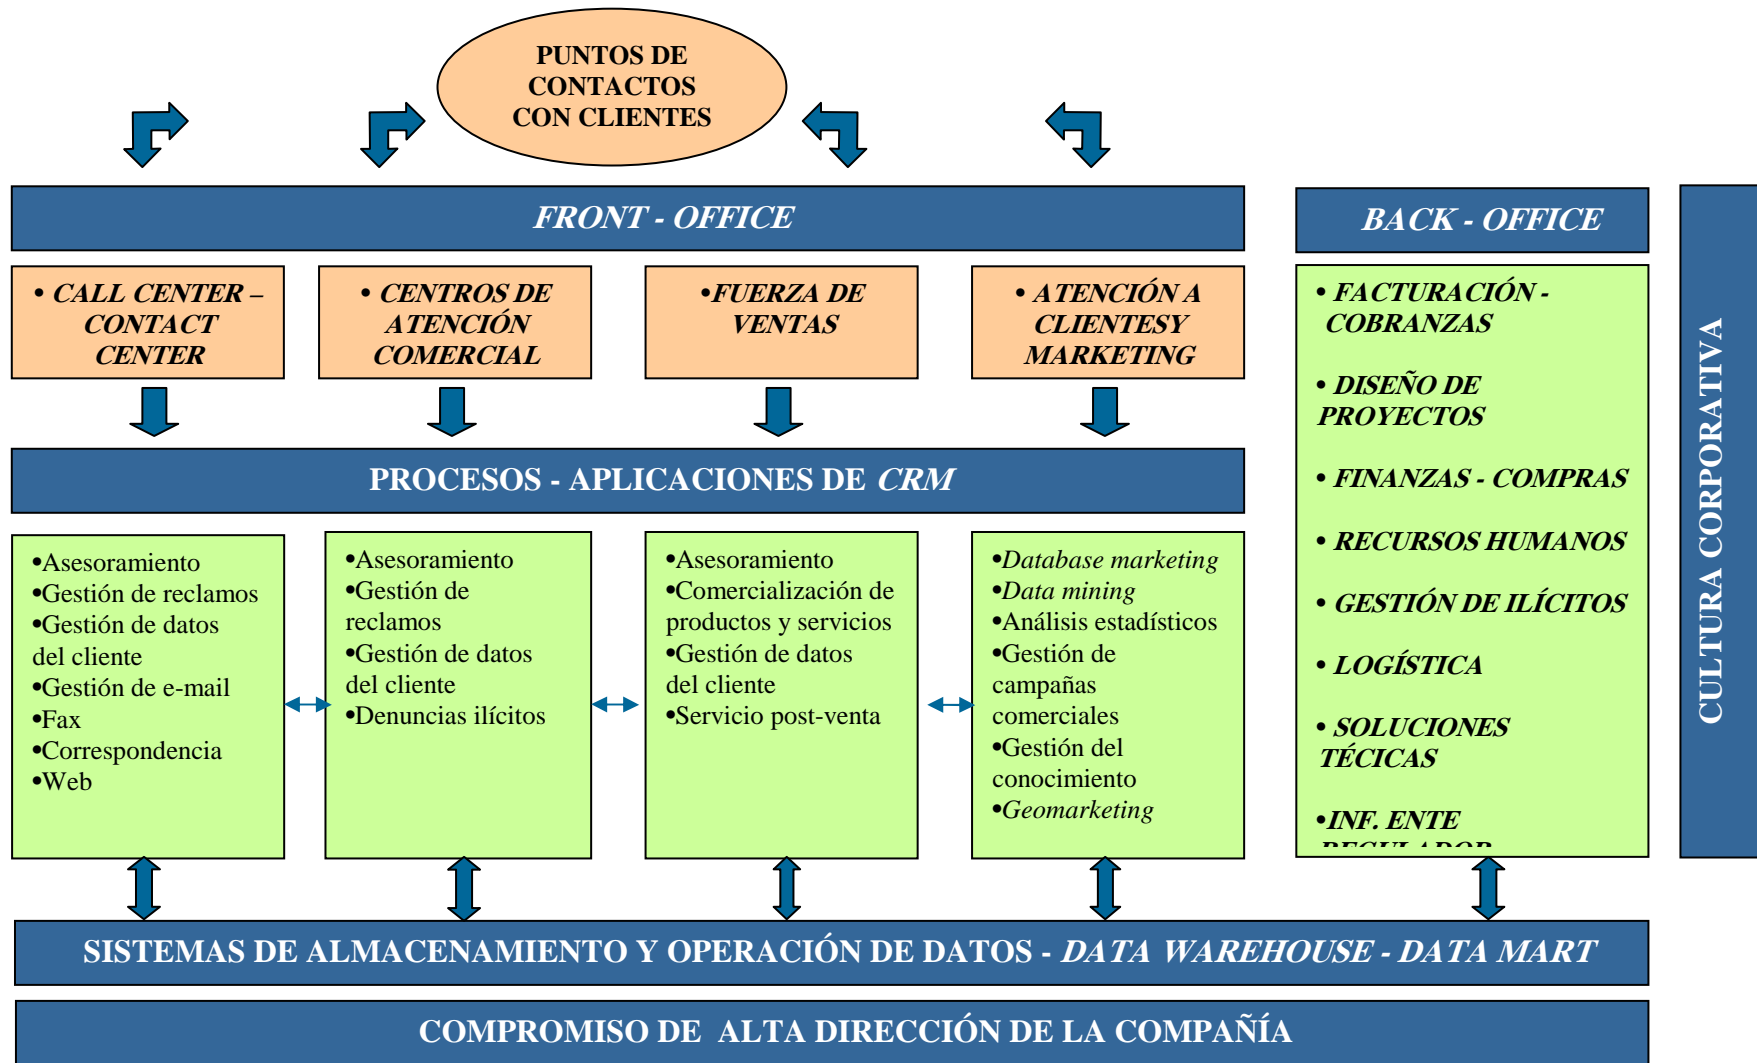 PUNTOS DE
CONTACTOS
CON CLIENTES
FRONT - OFFICE
• CALL CENTER –
CONTACT
CENTER
• CENTROS DE
ATENCIÓN
COMERCIAL
•FUERZA DE
VENTAS
• ATENCIÓN A
CLIENTESY
MARKETING
PROCESOS - APLICACIONES DE CRM
•Asesoramiento
•Gestión de reclamos
•Gestión de datos
del cliente
•Gestión de e-mail
•Fax
•Correspondencia
•Web
•Asesoramiento
•Gestión de
reclamos
•Gestión de datos
del cliente
•Denuncias ilícitos
•Asesoramiento
•Comercialización de
productos y servicios
•Gestión de datos
del cliente
•Servicio post-venta
•Database marketing
•Data mining
•Análisis estadísticos
•Gestión de
campañas
comerciales
•Gestión del
conocimiento
•Geomarketing
BACK - OFFICE
• FACTURACIÓN -
COBRANZAS
• DISEÑO DE
PROYECTOS
• FINANZAS - COMPRAS
• RECURSOS HUMANOS
• GESTIÓN DE ILÍCITOS
• LOGÍSTICA
• SOLUCIONES
TÉCICAS
•INF. ENTE
REGULADOR
CULTURA CORPORATIVA
SISTEMAS DE ALMACENAMIENTO Y OPERACIÓN DE DATOS - DATA WAREHOUSE - DATA MART
COMPROMISO DE ALTA DIRECCIÓN DE LA COMPAÑÍA